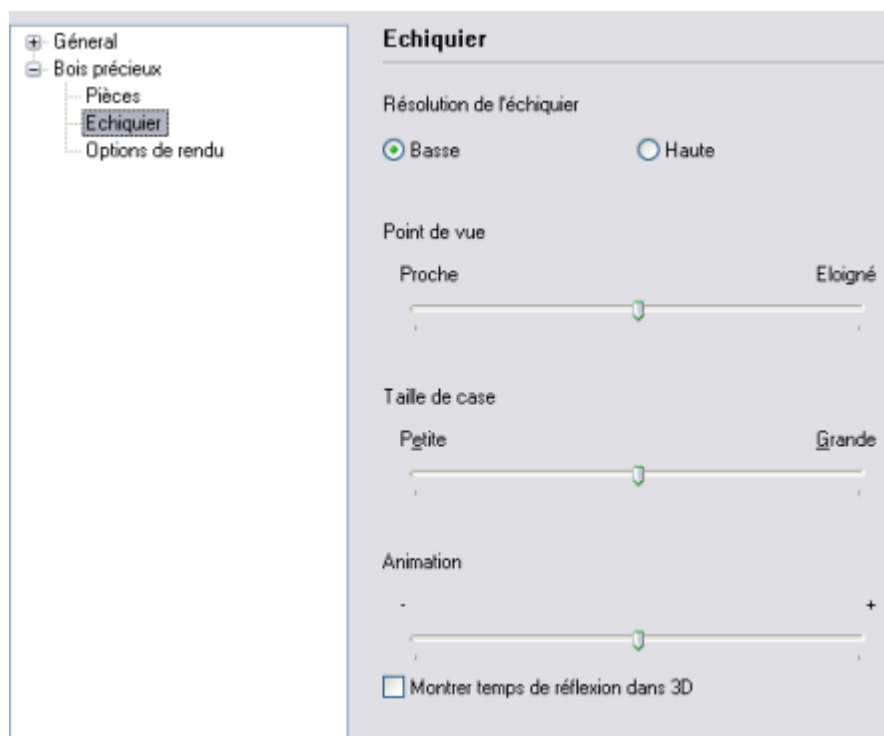 Géneral
Bois précieux
Pièces
Echiquier
Options de rendu
Echiquier
Résolution de l'échiquier
Basse Haute
Point de vue
Proche Eloigné
Taille de case
Petite Grande
Animation
- +
Montrer temps de réflexion dans 3D